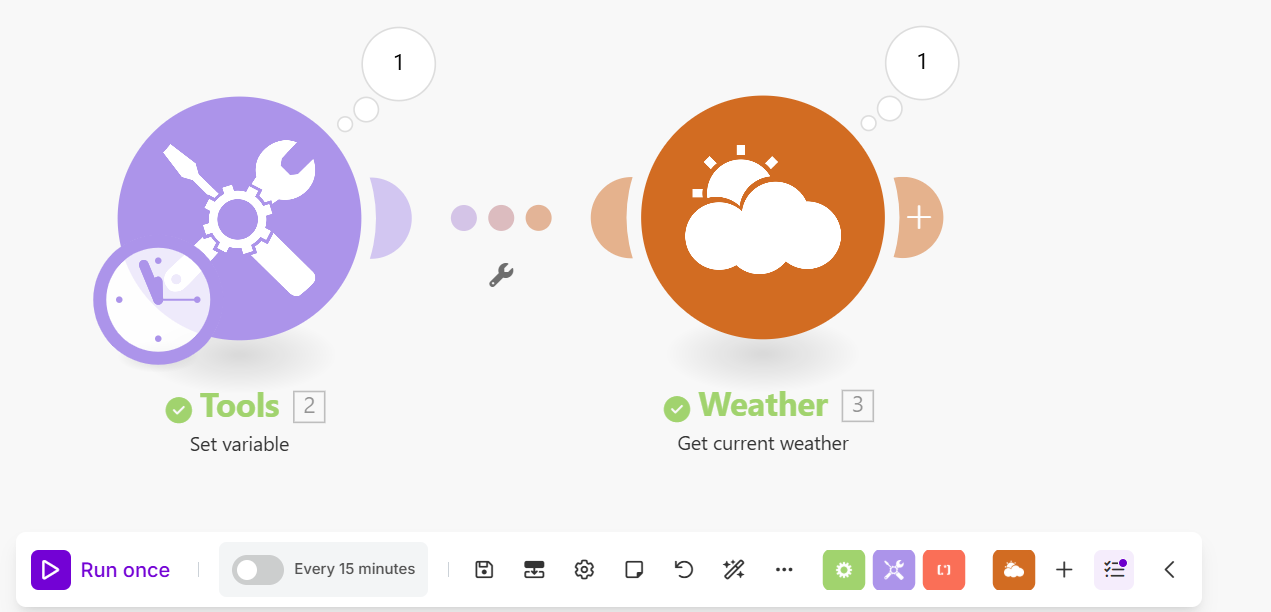 1
1
Tools 2
Set variable
Weather 3
Get current weather
Run once
Every 15 minutes